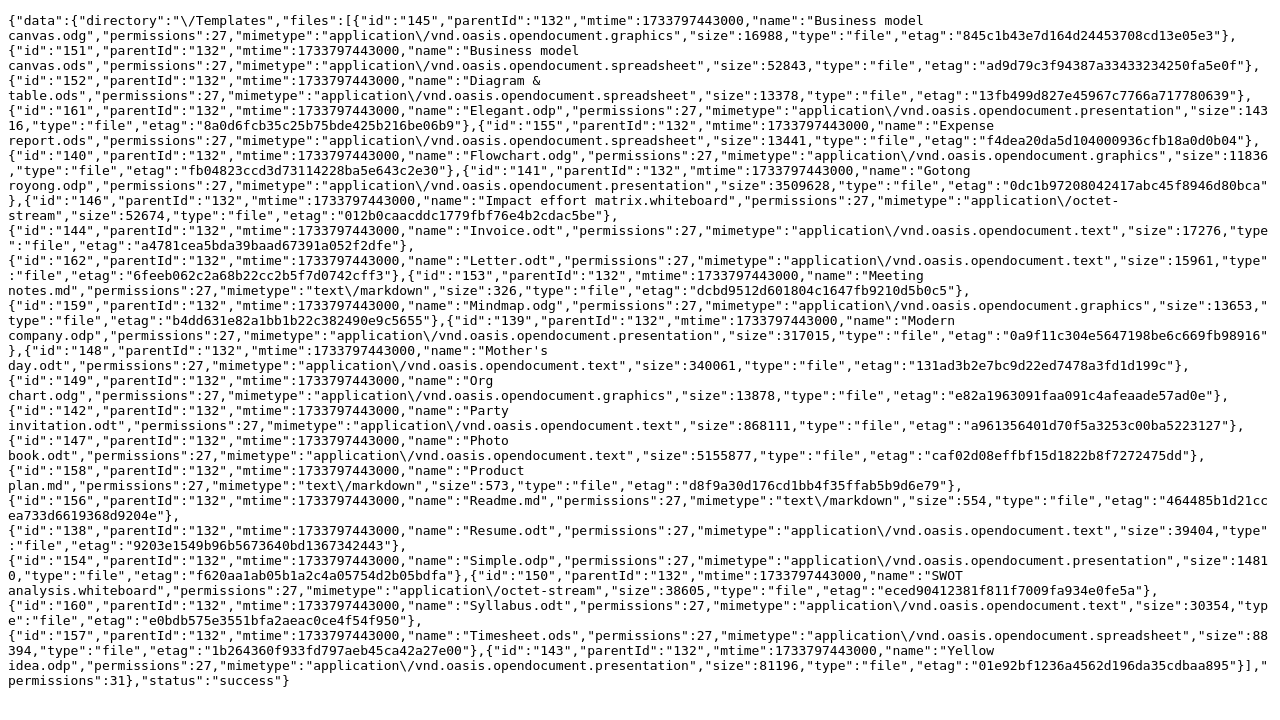 {"data":{"directory":"\/Templates","files":[{"id":"145","parentId":"132","mtime":1733797443000,"name":"Business model
canvas.odg","permissions":27,"mimetype":"application\/vnd.oasis.opendocument.graphics","size":16988,"type":"file","etag":"845c1b43e7d164d24453708cd13e05e3"},
{"id":"151","parentId":"132","mtime":1733797443000,"name":"Business model
canvas.ods","permissions":27,"mimetype":"application\/vnd.oasis.opendocument.spreadsheet","size":52843,"type":"file","etag":"ad9d79c3f94387a33433234250fa5e0f"},
{"id":"152","parentId":"132","mtime":1733797443000,"name":"Diagram &
table.ods","permissions":27,"mimetype":"application\/vnd.oasis.opendocument.spreadsheet","size":13378,"type":"file","etag":"13fb499d827e45967c7766a717780639"},
{"id":"161","parentId":"132","mtime":1733797443000,"name":"Elegant.odp","permissions":27,"mimetype":"application\/vnd.oasis.opendocument.presentation","size":143
16,"type":"file","etag":"8a0d6fcb35c25b75bde425b216be06b9"},{"id":"155","parentId":"132","mtime":1733797443000,"name":"Expense
report.ods","permissions":27,"mimetype":"application\/vnd.oasis.opendocument.spreadsheet","size":13441,"type":"file","etag":"f4dea20da5d104000936cfb18a0d0b04"},
{"id":"140","parentId":"132","mtime":1733797443000,"name":"Flowchart.odg","permissions":27,"mimetype":"application\/vnd.oasis.opendocument.graphics","size":11836
,"type":"file","etag":"fb04823ccd3d73114228ba5e643c2e30"},{"id":"141","parentId":"132","mtime":1733797443000,"name":"Gotong
royong.odp","permissions":27,"mimetype":"application\/vnd.oasis.opendocument.presentation","size":3509628,"type":"file","etag":"0dc1b97208042417abc45f8946d80bca"
},{"id":"146","parentId":"132","mtime":1733797443000,"name":"Impact effort matrix.whiteboard","permissions":27,"mimetype":"application\/octet-
stream","size":52674,"type":"file","etag":"012b0caacddc1779fbf76e4b2cdac5be"},
{"id":"144","parentId":"132","mtime":1733797443000,"name":"Invoice.odt","permissions":27,"mimetype":"application\/vnd.oasis.opendocument.text","size":17276,"type
":"file","etag":"a4781cea5bda39baad67391a052f2dfe"},
{"id":"162","parentId":"132","mtime":1733797443000,"name":"Letter.odt","permissions":27,"mimetype":"application\/vnd.oasis.opendocument.text","size":15961,"type"
:"file","etag":"6feeb062c2a68b22cc2b5f7d0742cff3"},{"id":"153","parentId":"132","mtime":1733797443000,"name":"Meeting
notes.md","permissions":27,"mimetype":"text\/markdown","size":326,"type":"file","etag":"dcbd9512d601804c1647fb9210d5b0c5"},
{"id":"159","parentId":"132","mtime":1733797443000,"name":"Mindmap.odg","permissions":27,"mimetype":"application\/vnd.oasis.opendocument.graphics","size":13653,"
type":"file","etag":"b4dd631e82a1bb1b22c382490e9c5655"},{"id":"139","parentId":"132","mtime":1733797443000,"name":"Modern
company.odp","permissions":27,"mimetype":"application\/vnd.oasis.opendocument.presentation","size":317015,"type":"file","etag":"0a9f11c304e5647198be6c669fb98916"
},{"id":"148","parentId":"132","mtime":1733797443000,"name":"Mother's
day.odt","permissions":27,"mimetype":"application\/vnd.oasis.opendocument.text","size":340061,"type":"file","etag":"131ad3b2e7bc9d22ed7478a3fd1d199c"},
{"id":"149","parentId":"132","mtime":1733797443000,"name":"Org
chart.odg","permissions":27,"mimetype":"application\/vnd.oasis.opendocument.graphics","size":13878,"type":"file","etag":"e82a1963091faa091c4afeaade57ad0e"},
{"id":"142","parentId":"132","mtime":1733797443000,"name":"Party
invitation.odt","permissions":27,"mimetype":"application\/vnd.oasis.opendocument.text","size":868111,"type":"file","etag":"a961356401d70f5a3253c00ba5223127"},
{"id":"147","parentId":"132","mtime":1733797443000,"name":"Photo
book.odt","permissions":27,"mimetype":"application\/vnd.oasis.opendocument.text","size":5155877,"type":"file","etag":"caf02d08effbf15d1822b8f7272475dd"},
{"id":"158","parentId":"132","mtime":1733797443000,"name":"Product
plan.md","permissions":27,"mimetype":"text\/markdown","size":573,"type":"file","etag":"d8f9a30d176cd1bb4f35ffab5b9d6e79"},
{"id":"156","parentId":"132","mtime":1733797443000,"name":"Readme.md","permissions":27,"mimetype":"text\/markdown","size":554,"type":"file","etag":"464485b1d21cc
ea733d6619368d9204e"},
{"id":"138","parentId":"132","mtime":1733797443000,"name":"Resume.odt","permissions":27,"mimetype":"application\/vnd.oasis.opendocument.text","size":39404,"type"
:"file","etag":"9203e1549b96b5673640bd1367342443"},
{"id":"154","parentId":"132","mtime":1733797443000,"name":"Simple.odp","permissions":27,"mimetype":"application\/vnd.oasis.opendocument.presentation","size":1481
0,"type":"file","etag":"f620aa1ab05b1a2c4a05754d2b05bdfa"},{"id":"150","parentId":"132","mtime":1733797443000,"name":"SWOT
analysis.whiteboard","permissions":27,"mimetype":"application\/octet-stream","size":38605,"type":"file","etag":"eced90412381f811f7009fa934e0fe5a"},
{"id":"160","parentId":"132","mtime":1733797443000,"name":"Syllabus.odt","permissions":27,"mimetype":"application\/vnd.oasis.opendocument.text","size":30354,"typ
e":"file","etag":"e0bdb575e3551bfa2aeac0ce4f54f950"},
{"id":"157","parentId":"132","mtime":1733797443000,"name":"Timesheet.ods","permissions":27,"mimetype":"application\/vnd.oasis.opendocument.spreadsheet","size":88
394,"type":"file","etag":"1b264360f933fd797aeb45ca42a27e00"},{"id":"143","parentId":"132","mtime":1733797443000,"name":"Yellow
idea.odp","permissions":27,"mimetype":"application\/vnd.oasis.opendocument.presentation","size":81196,"type":"file","etag":"01e92bf1236a4562d196da35cdbaa895"}],"
permissions":31},"status":"success"}